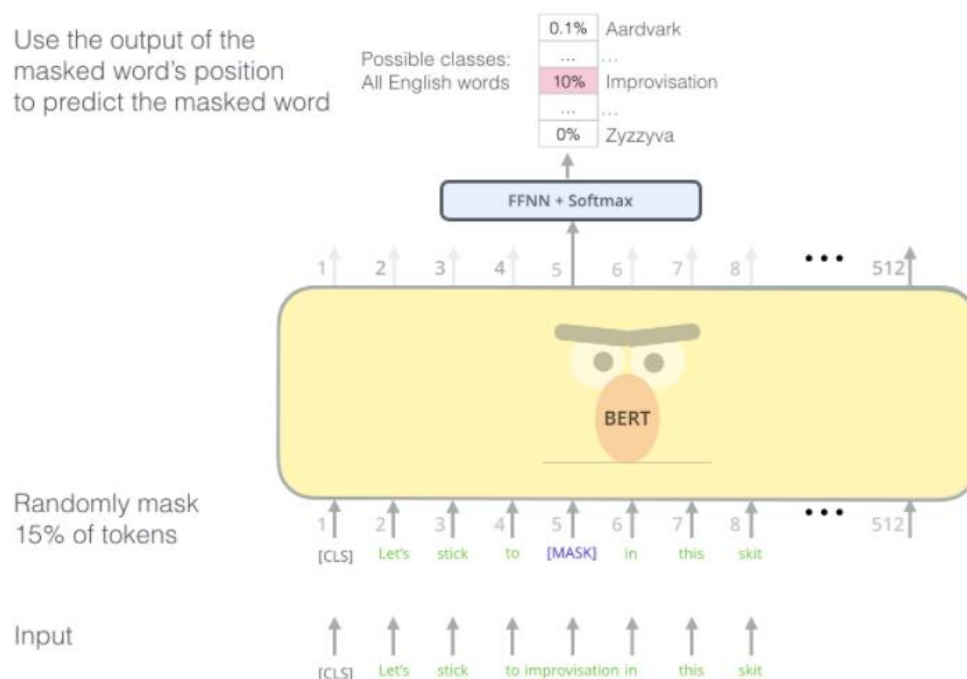 Use the output of the
masked word's position
to predict the masked word
Possible classes:
All English words
0.1% Aardvark
... ...
10% Improvisation
... ...
0% Zyzzyva
FFNN + Softmax
1 2 3 4 5 6 7 8 ... 512
BERT
Randomly mask
15% of tokens
1 2 3 4 5 6 7 8 ... 512
[CLS] Let's stick to [MASK] in this skit
Input
[CLS] Let's stick to improvisation in this skit